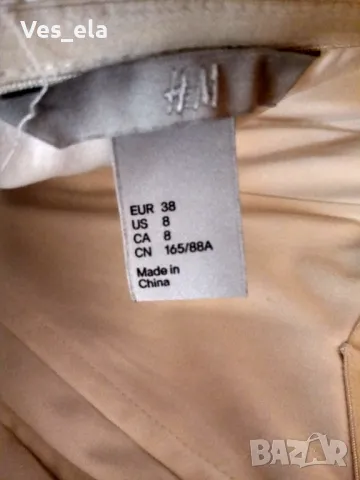 Ves_ela
H&M
EUR 38
US 8
CA 8
CN 165/88A
Made in
China
BAZAR